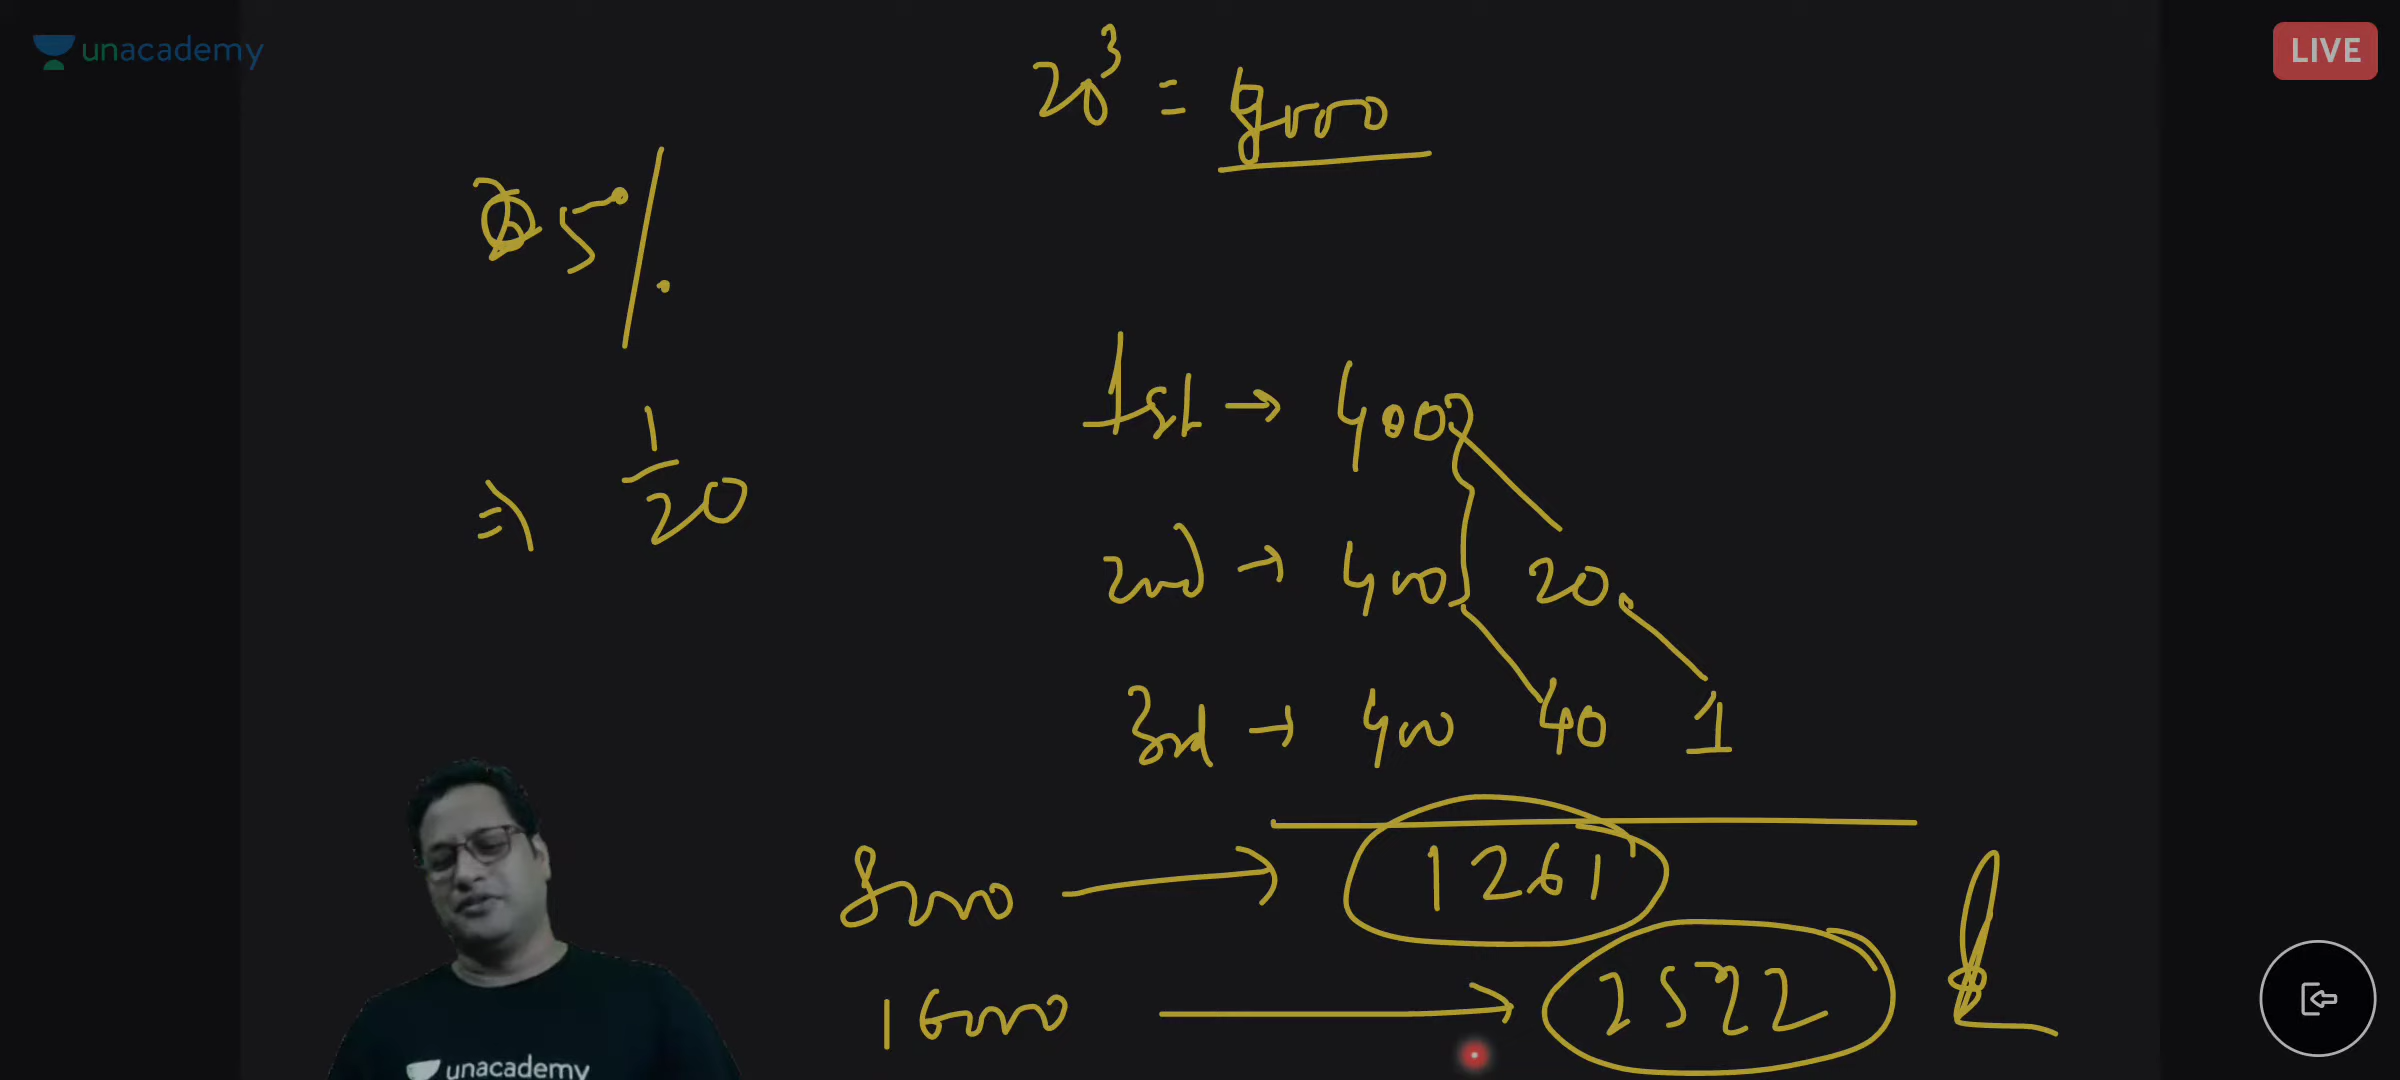 unacademy
LIVE
20³ = 8000
5%
⇒ 1/20
1st → 400
2nd → 400 20
3rd → 400 40 1
8000 → 1261
16000 → 2522
unacademy